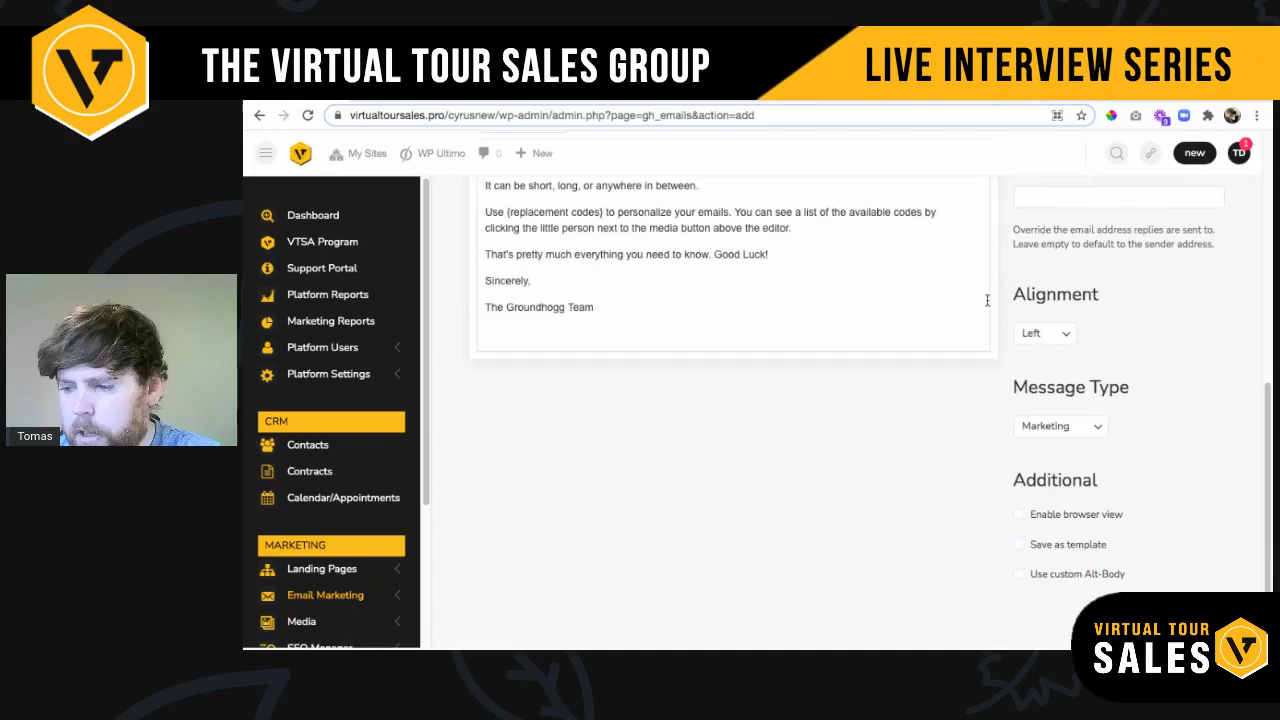 THE VIRTUAL TOUR SALES GROUP
LIVE INTERVIEW SERIES
virtualtoursales.pro/cyrusnew/wp-admin/admin.php?page=gh_emails&action=add
3
My Sites
WP Ultimo
0
New
new
TD
1
Dashboard
VTSA Program
Support Portal
Platform Reports
Marketing Reports
Platform Users
Platform Settings
CRM
Contacts
Contracts
Calendar/Appointments
MARKETING
Landing Pages
Email Marketing
Media
SEO Manager
It can be short, long, or anywhere in between.
Use {replacement codes} to personalize your emails. You can see a list of the available codes by
clicking the little person next to the media button above the editor.
That's pretty much everything you need to know. Good Luck!
Sincerely,
The Groundhogg Team
Override the email address replies are sent to.
Leave empty to default to the sender address.
Alignment
Left
Message Type
Marketing
Additional
Enable browser view
Save as template
Use custom Alt-Body
Tomas
VIRTUAL TOUR
SALES